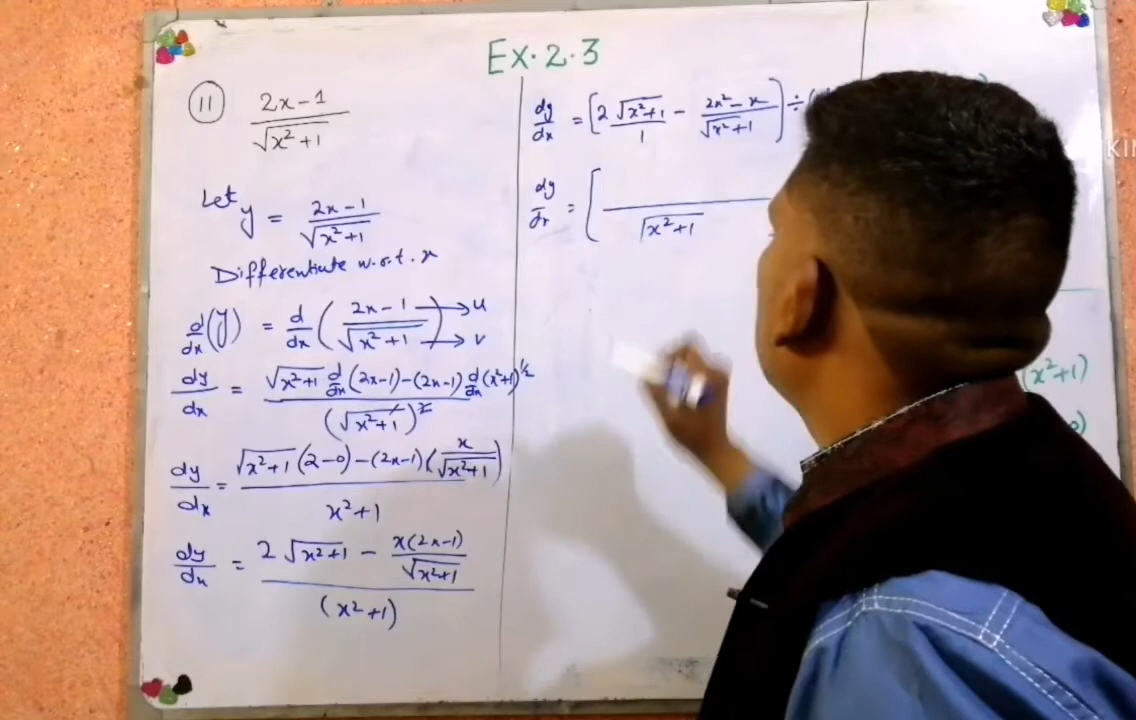 Ex.2.3
11 (2x-1)/√(x²+1)
Let y = (2x-1)/√(x²+1)
Differentiate w.r.t. x
d/dx (y) = d/dx ((2x-1)/√(x²+1)) → u → v
dy/dx = (√(x²+1) d/dx (2x-1) - (2x-1) d/dx (x²+1)^½)/(√(x²+1))²
dy/dx = (√(x²+1) (2-0) - (2x-1) (x/√(x²+1)))/(x²+1)
dy/dx = (2√(x²+1) - x(2x-1)/√(x²+1))/(x²+1)
dy/dx = [2√(x²+1)/1 - (2x²-x)/√(x²+1)] ÷ (
dy/dx = [ /√(x²+1)
(x²+1)
KIN